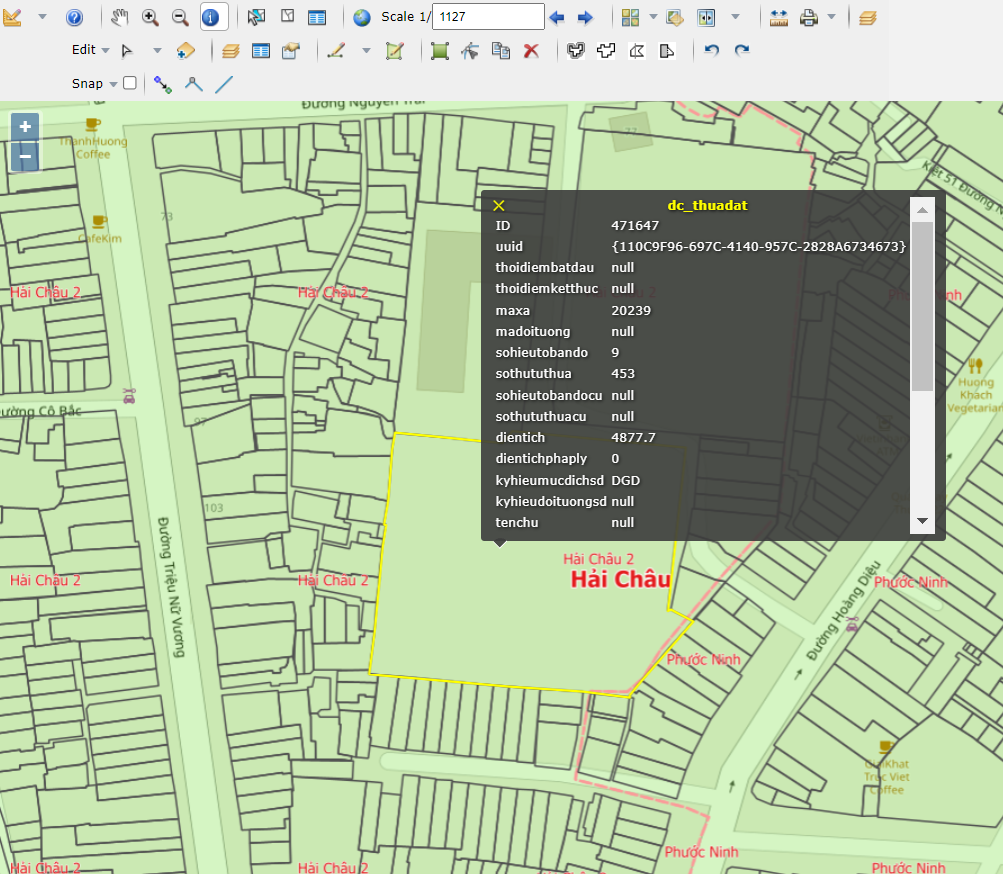 Scale 1/ 1127
Edit
Snap
Đường Nguyễn Trãi
ThanhHuong
Coffee
77
Kiệt 51 Đường N
73
CafeKim
dc_thuadat
ID 471647
uuid {110C9F96-697C-4140-957C-2828A6734673}
thoidiembatdau null
thoidiemketthuc null
maxa 20239
madoituong null
sohieutobando 9
sothututhua 453
sohieutobandocu null
sothututhuacu null
dientich 4877.7
dientichphaply 0
kyhieumucdichsd DGD
kyhieudoituongsd null
tenchu null
Hải Châu 2
Hải Châu 2
Huong
Khach
Vegetarian
ường Cô Bắc
97
103
Đường Triệu Nữ Vương
Hải Châu 2
Hải Châu
Hải Châu 2
Hải Châu 2
Phước Ninh
Đường Hoàng Diệu
Phước Ninh
GuiKhat
Truc Viet
Coffee
Phước Ninh
Hải Châu 2
Hải Châu 2
Phước Ninh